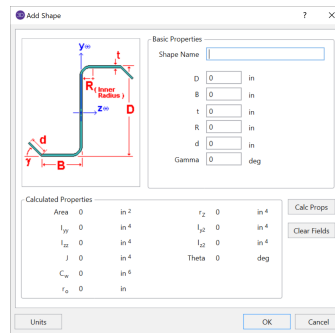 Add Shape
? X
Basic Properties
Shape Name
D 0 in
B 0 in
t 0 in
R 0 in
d 0 in
Gamma 0 deg
y
t
R (Inner Radius)
D
z
d
γ
B
Calculated Properties
Area 0 in 2
Iyy 0 in 4
Izz 0 in 4
J 0 in 4
Cw 0 in 6
ro 0 in
rz 0 in 4
Iy2 0 in 4
Iz2 0 in 4
Theta 0 deg
Calc Props
Clear Fields
Units
OK
Cancel